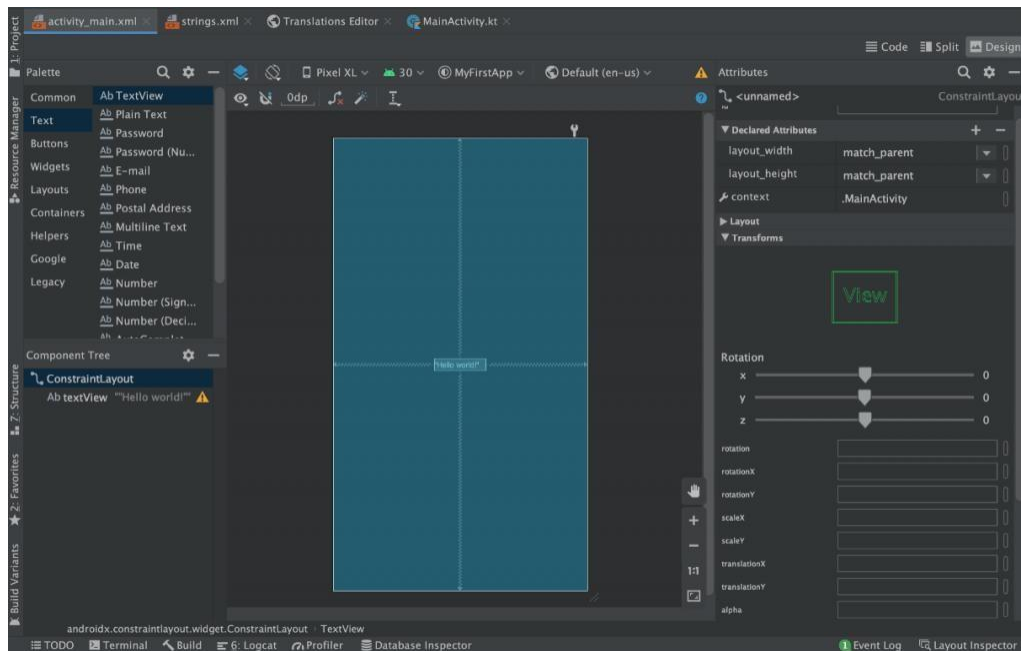 activity_main.xml
strings.xml
Translations Editor
MainActivity.kt
Code
Split
Design
1: Project
Resource Manager
7: Structure
2: Favorites
Build Variants
Palette
Common
Text
Buttons
Widgets
Layouts
Containers
Helpers
Google
Legacy
Ab TextView
Ab Plain Text
Ab Password
Ab Password (Nu...
Ab E-mail
Ab Phone
Ab Postal Address
Ab Multiline Text
Ab Time
Ab Date
Ab Number
Ab Number (Sign...
Ab Number (Deci...
Component Tree
ConstraintLayout
Ab textView ""Hello world!""
Pixel XL
30
MyFirstApp
Default (en-us)
0dp
"Hello world!"
1:1
Attributes
<unnamed>
ConstraintLayou
Declared Attributes
layout_width match_parent
layout_height match_parent
context .MainActivity
Layout
Transforms
View
Rotation
x 0
y 0
z 0
rotation
rotationX
rotationY
scaleX
scaleY
translationX
translationY
alpha
androidx.constraintlayout.widget.ConstraintLayout › TextView
TODO
Terminal
Build
6: Logcat
Profiler
Database Inspector
1 Event Log
Layout Inspector